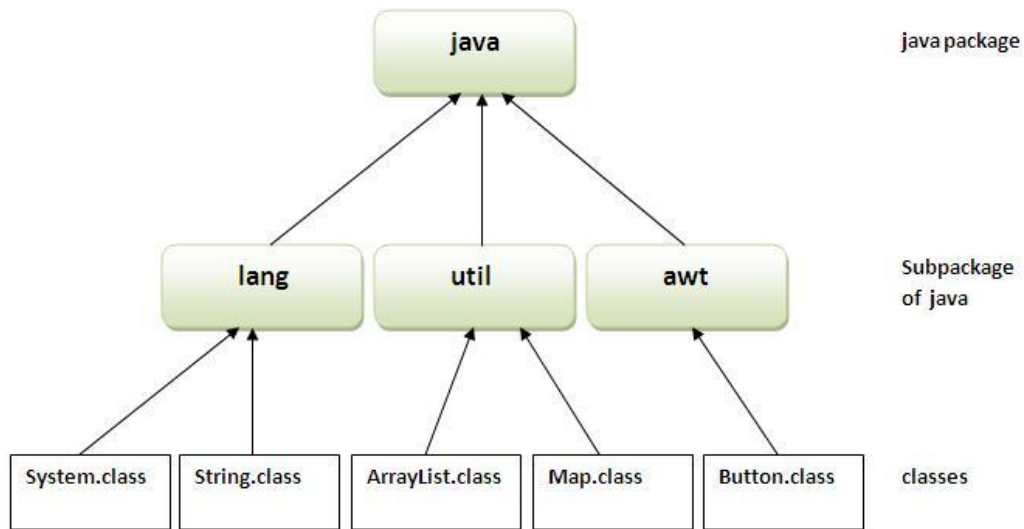 java
java package
lang
util
awt
Subpackage
of java
System.class
String.class
ArrayList.class
Map.class
Button.class
classes